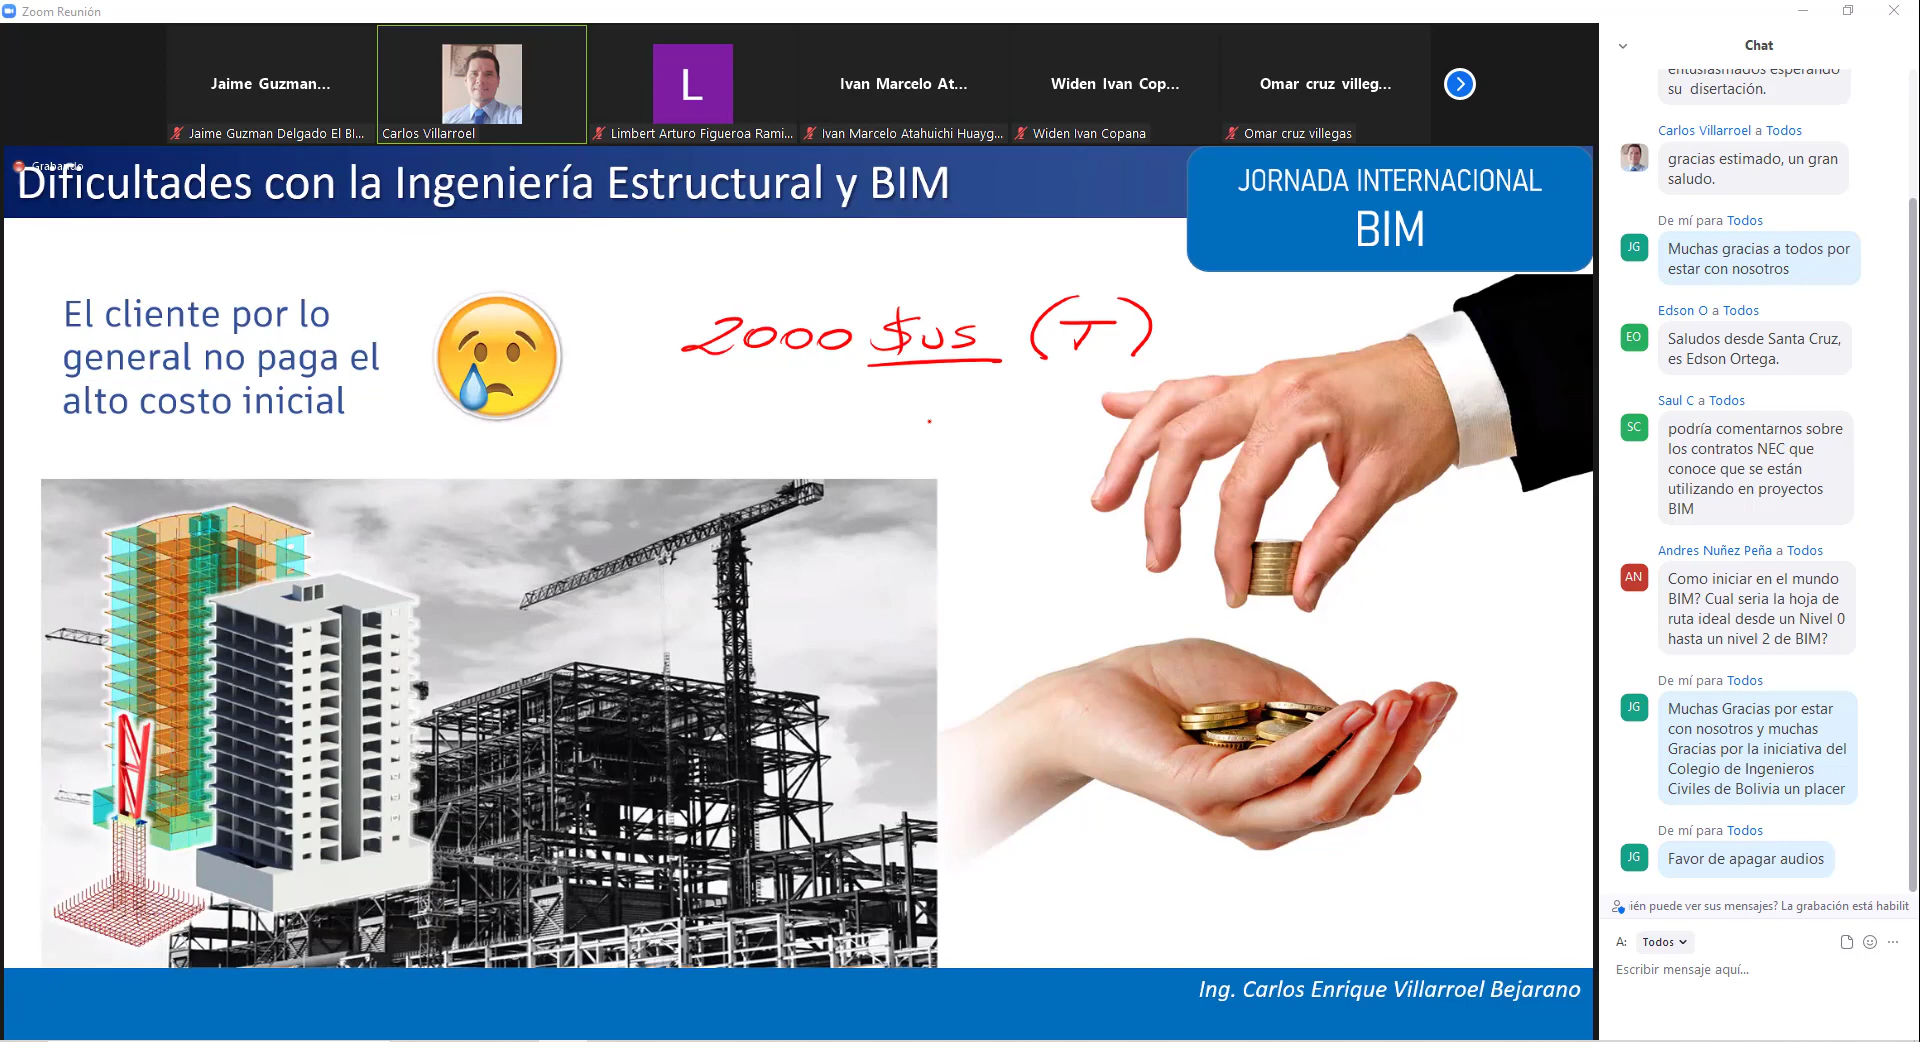 Zoom Reunión
Jaime Guzman...
Jaime Guzman Delgado El BI...
Carlos Villarroel
L
Limbert Arturo Figueroa Rami...
Ivan Marcelo At...
Ivan Marcelo Atahuichi Huayg...
Widen Ivan Cop...
Widen Ivan Copana
Omar cruz villeg...
Omar cruz villegas
Grabando
Dificultades con la Ingeniería Estructural y BIM
JORNADA INTERNACIONAL
BIM
El cliente por lo
general no paga el
alto costo inicial
2000 $us (T)
Ing. Carlos Enrique Villarroel Bejarano
Chat
entusiasmados esperando
su disertación.
Carlos Villarroel a Todos
gracias estimado, un gran
saludo.
De mí para Todos
JG
Muchas gracias a todos por
estar con nosotros
Edson O a Todos
EO
Saludos desde Santa Cruz,
es Edson Ortega.
Saul C a Todos
SC
podría comentarnos sobre
los contratos NEC que
conoce que se están
utilizando en proyectos
BIM
Andres Nuñez Peña a Todos
AN
Como iniciar en el mundo
BIM? Cual seria la hoja de
ruta ideal desde un Nivel 0
hasta un nivel 2 de BIM?
De mí para Todos
JG
Muchas Gracias por estar
con nosotros y muchas
Gracias por la iniciativa del
Colegio de Ingenieros
Civiles de Bolivia un placer
De mí para Todos
JG
Favor de apagar audios
ién puede ver sus mensajes? La grabación está habilit
A: Todos
Escribir mensaje aquí...